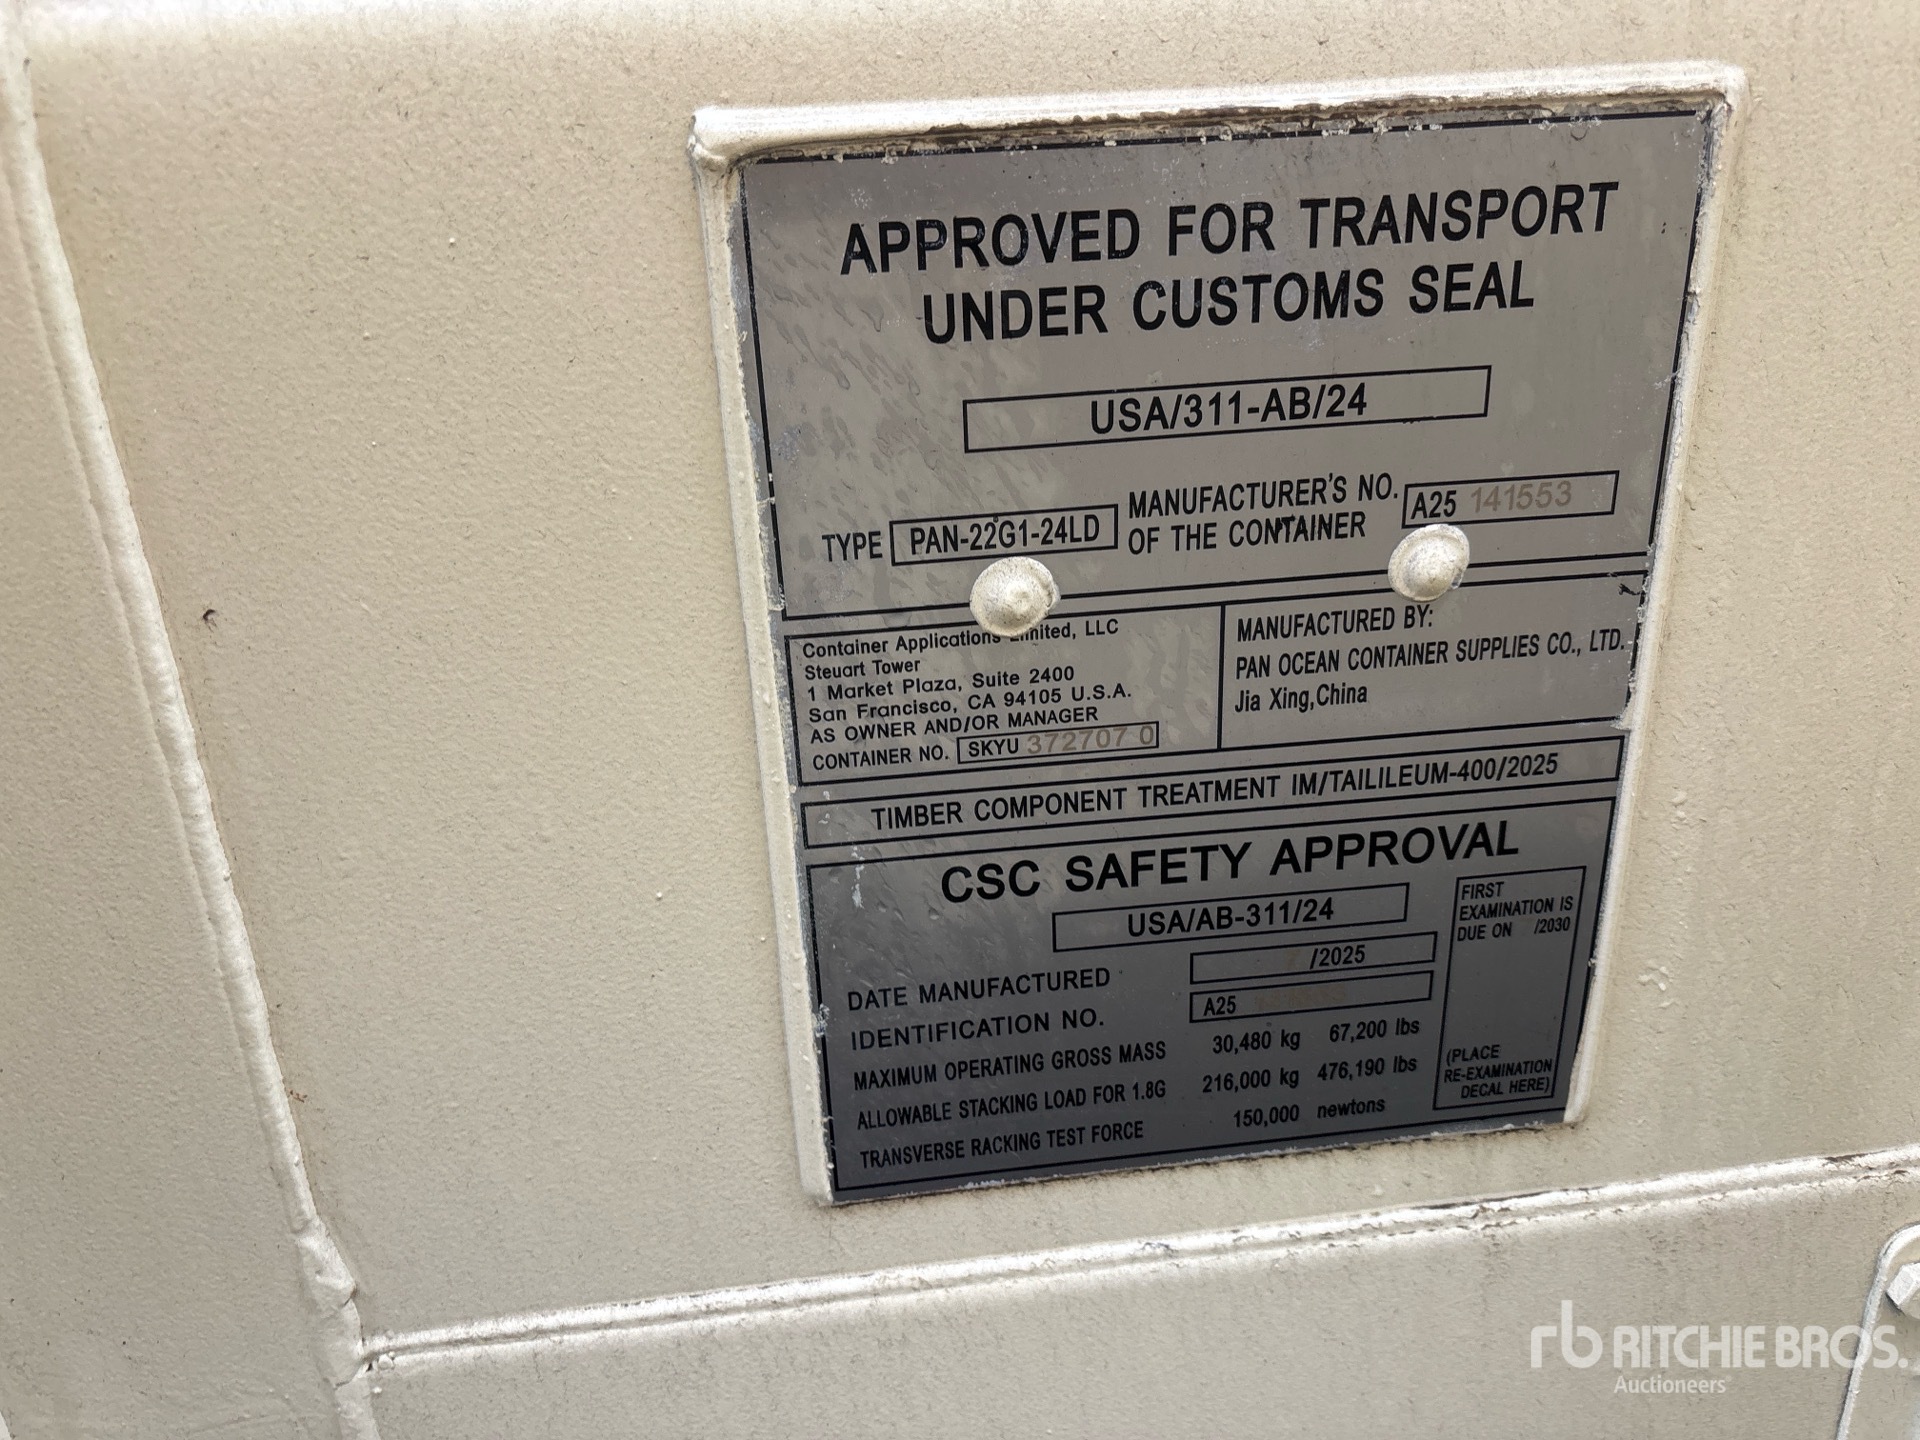 APPROVED FOR TRANSPORT
UNDER CUSTOMS SEAL
USA/311-AB/24
TYPE PAN-22G1-24LD
MANUFACTURER'S NO.
OF THE CONTAINER
A25 141553
Container Applications Limited, LLC
Steuart Tower
1 Market Plaza, Suite 2400
San Francisco, CA 94105 U.S.A.
AS OWNER AND/OR MANAGER
CONTAINER NO. SKYU 372707 0
MANUFACTURED BY:
PAN OCEAN CONTAINER SUPPLIES CO., LTD.
Jia Xing,China
TIMBER COMPONENT TREATMENT IM/TAILILEUM-400/2025
CSC SAFETY APPROVAL
USA/AB-311/24
DATE MANUFACTURED 7 /2025
IDENTIFICATION NO. A25
MAXIMUM OPERATING GROSS MASS 30,480 kg 67,200 lbs
ALLOWABLE STACKING LOAD FOR 1.8G 216,000 kg 476,190 lbs
TRANSVERSE RACKING TEST FORCE 150,000 newtons
FIRST
EXAMINATION IS
DUE ON /2030
(PLACE
RE-EXAMINATION
DECAL HERE)
rb RITCHIE BROS.
Auctioneers